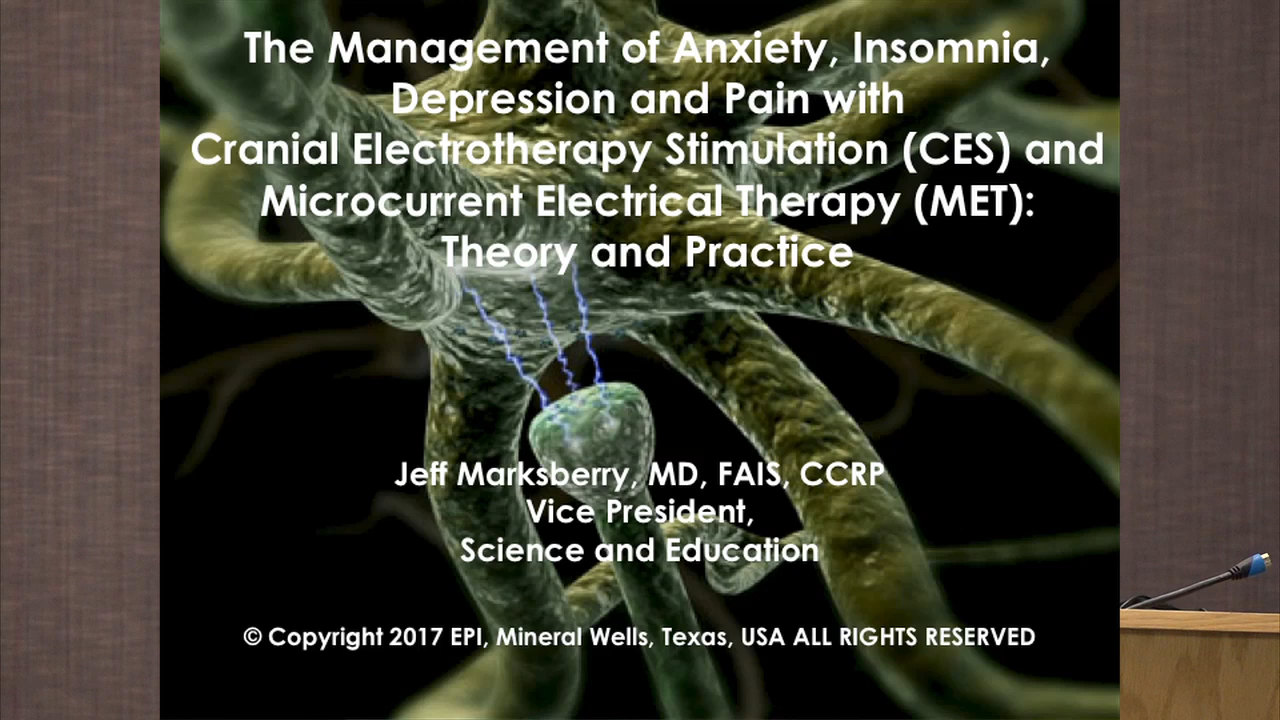 The Management of Anxiety, Insomnia,
Depression and Pain with
Cranial Electrotherapy Stimulation (CES) and
Microcurrent Electrical Therapy (MET):
Theory and Practice
Jeff Marksberry, MD, FAIS, CCRP
Vice President,
Science and Education
© Copyright 2017 EPI, Mineral Wells, Texas, USA ALL RIGHTS RESERVED